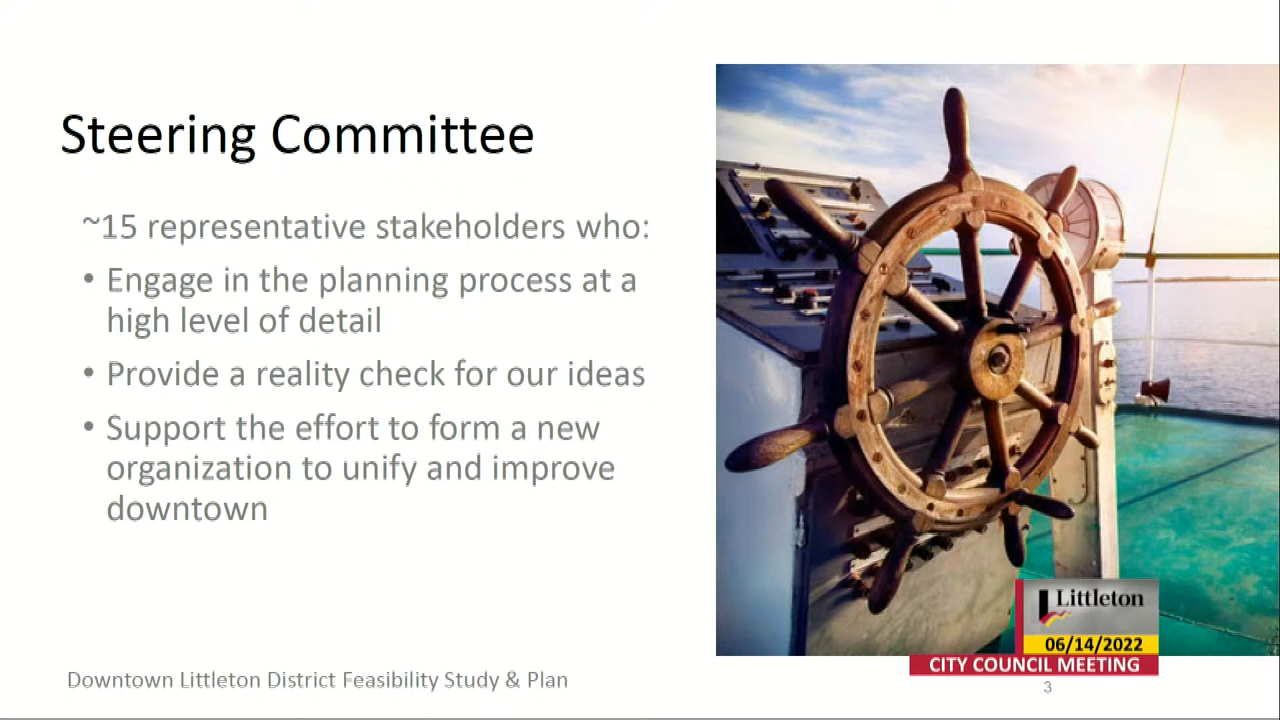 Steering Committee
~15 representative stakeholders who:
• Engage in the planning process at a
high level of detail
• Provide a reality check for our ideas
• Support the effort to form a new
organization to unify and improve
downtown
Littleton
06/14/2022
CITY COUNCIL MEETING
Downtown Littleton District Feasibility Study & Plan
3